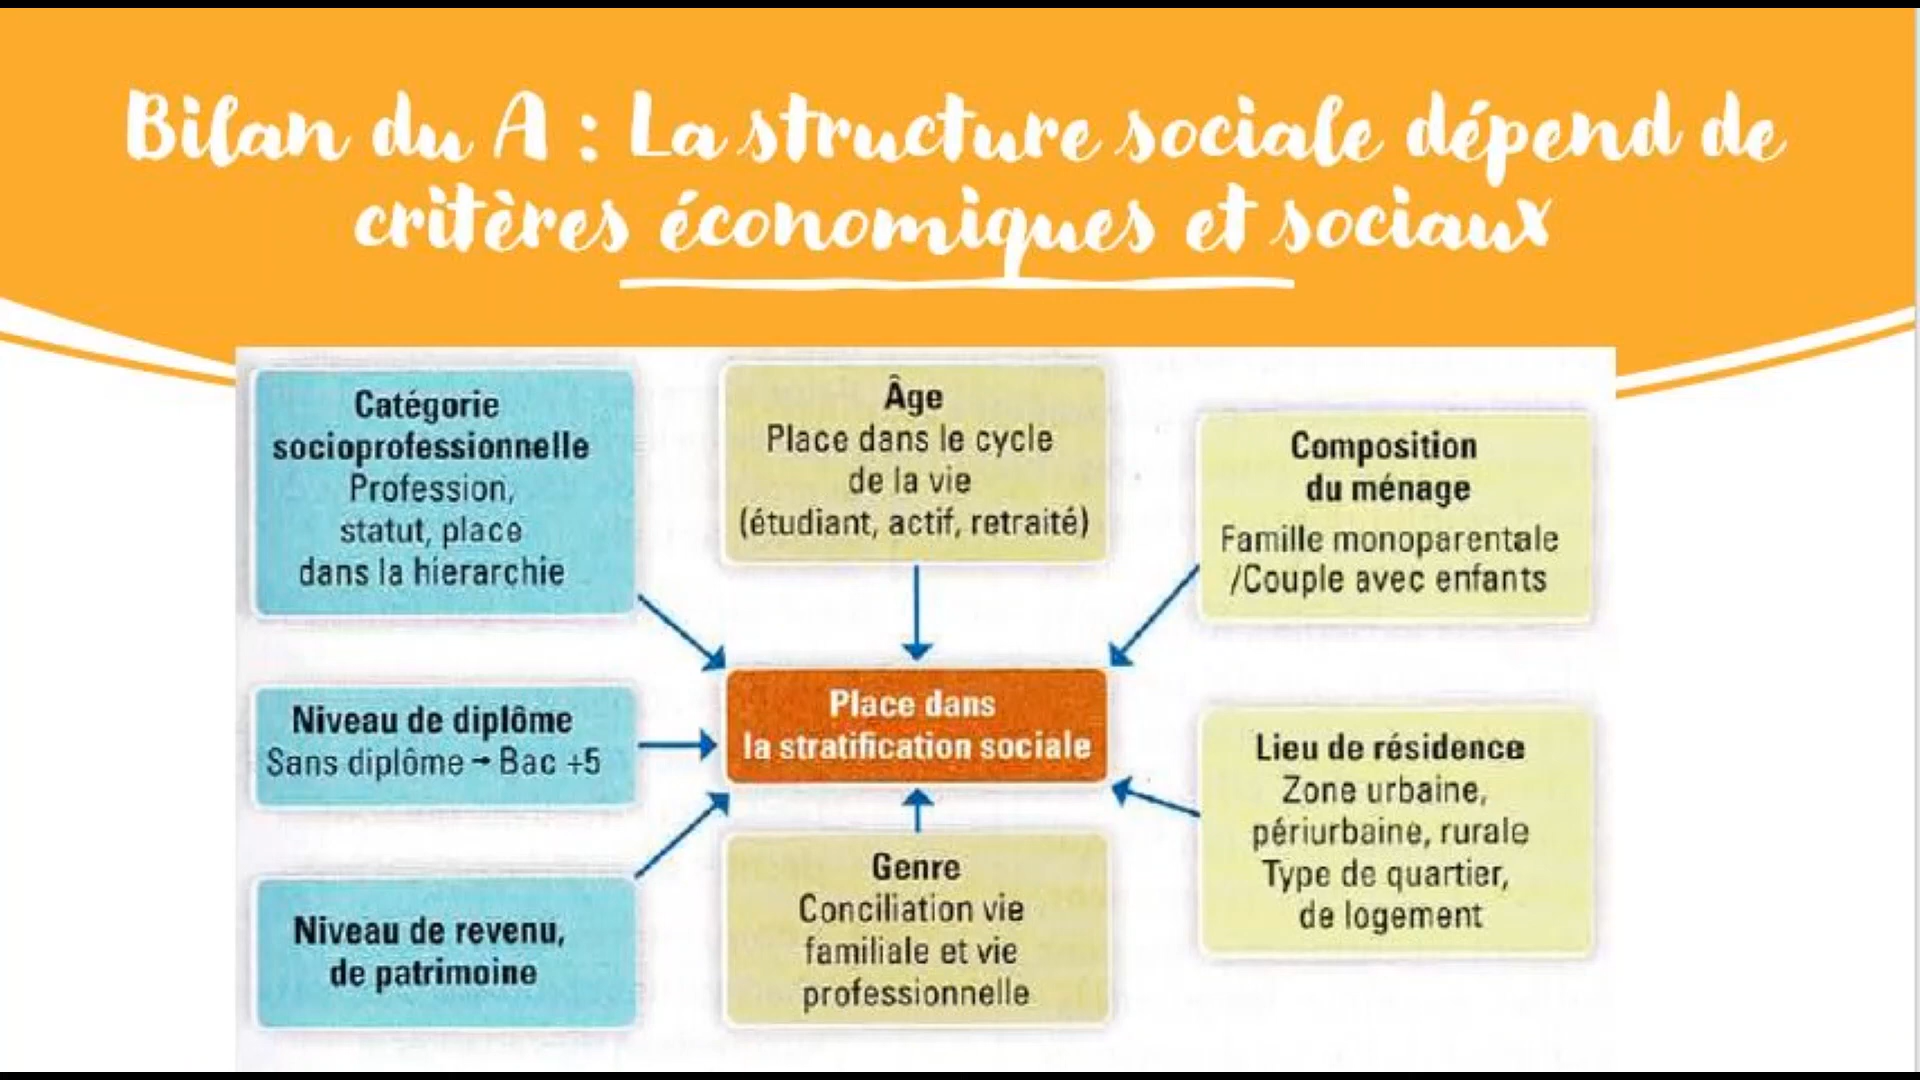 Bilan du A : La structure sociale dépend de
critères économiques et sociaux
Catégorie
socioprofessionnelle
Profession,
statut, place
dans la hierarchie
Âge
Place dans le cycle
de la vie
(étudiant, actif, retraité)
Composition
du ménage
Famille monoparentale
/Couple avec enfants
Niveau de diplôme
Sans diplôme → Bac +5
Place dans
la stratification sociale
Lieu de résidence
Zone urbaine,
périurbaine, rurale
Type de quartier,
de logement
Niveau de revenu,
de patrimoine
Genre
Conciliation vie
familiale et vie
professionnelle